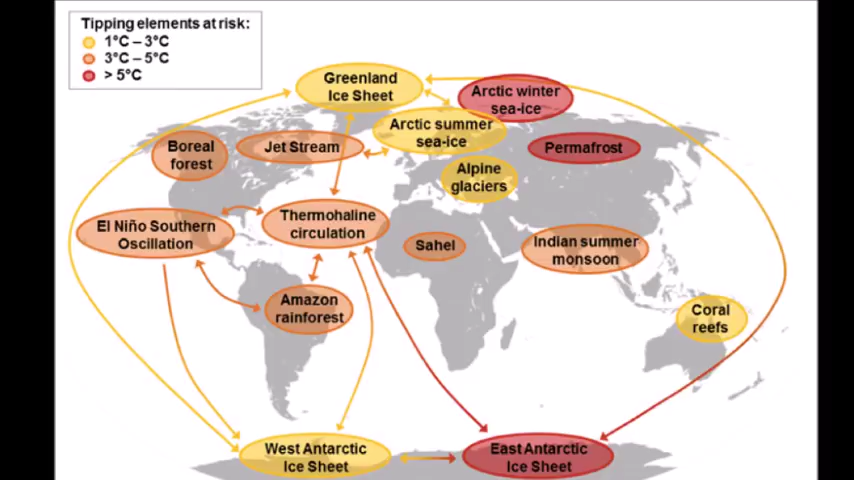 Tipping elements at risk:
1°C – 3°C
3°C – 5°C
> 5°C
Greenland
Ice Sheet
Arctic winter
sea-ice
Arctic summer
sea-ice
Boreal
forest
Jet Stream
Permafrost
Alpine
glaciers
El Niño Southern
Oscillation
Thermohaline
circulation
Sahel
Indian summer
monsoon
Amazon
rainforest
Coral
reefs
West Antarctic
Ice Sheet
East Antarctic
Ice Sheet